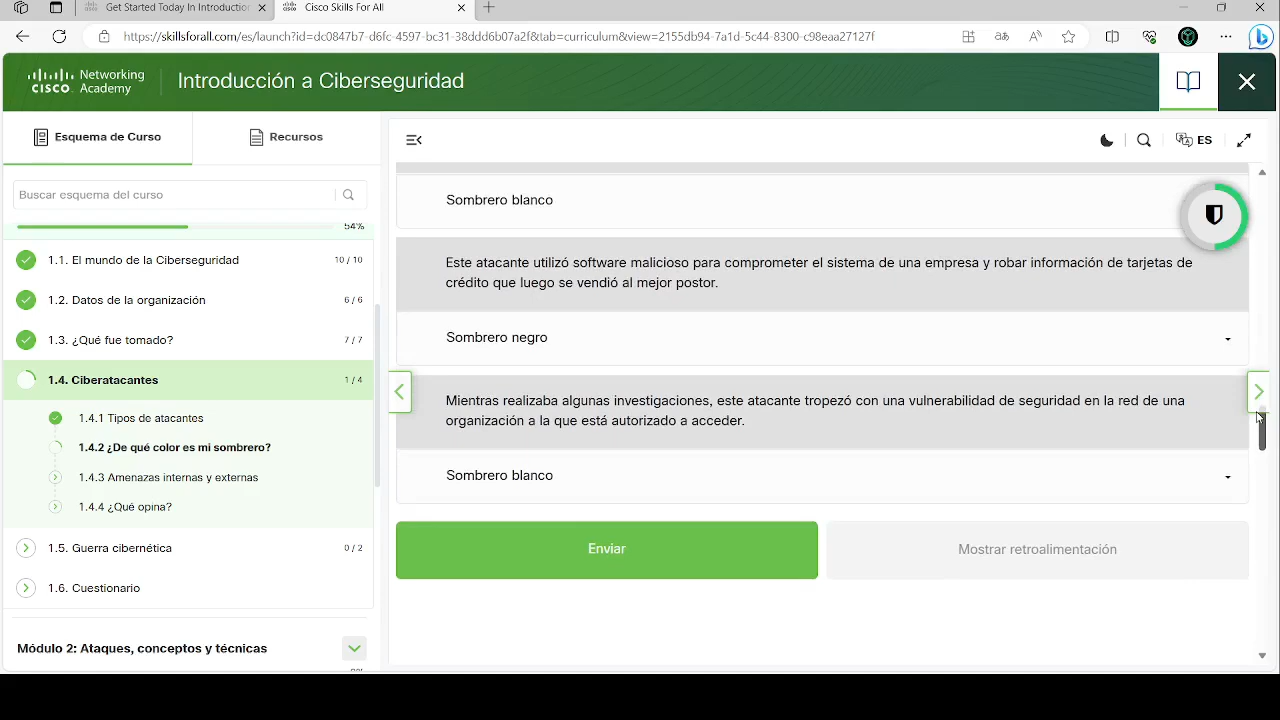 Get Started Today In Introduction
Cisco Skills For All
https://skillsforall.com/es/launch?id=dc0847b7-d6fc-4597-bc31-38ddd6b07a2f&tab=curriculum&view=2155db94-7a1d-5c44-8300-c98eaa27127f
Networking
CISCO Academy
Introducción a Ciberseguridad
Esquema de Curso
Recursos
ES
Buscar esquema del curso
54%
1.1. El mundo de la Ciberseguridad 10 / 10
1.2. Datos de la organización 6 / 6
1.3. ¿Qué fue tomado? 7 / 7
1.4. Ciberatacantes 1 / 4
1.4.1 Tipos de atacantes
1.4.2 ¿De qué color es mi sombrero?
1.4.3 Amenazas internas y externas
1.4.4 ¿Qué opina?
1.5. Guerra cibernética 0 / 2
1.6. Cuestionario
Módulo 2: Ataques, conceptos y técnicas
Sombrero blanco
Este atacante utilizó software malicioso para comprometer el sistema de una empresa y robar información de tarjetas de
crédito que luego se vendió al mejor postor.
Sombrero negro
Mientras realizaba algunas investigaciones, este atacante tropezó con una vulnerabilidad de seguridad en la red de una
organización a la que está autorizado a acceder.
Sombrero blanco
Enviar
Mostrar retroalimentación